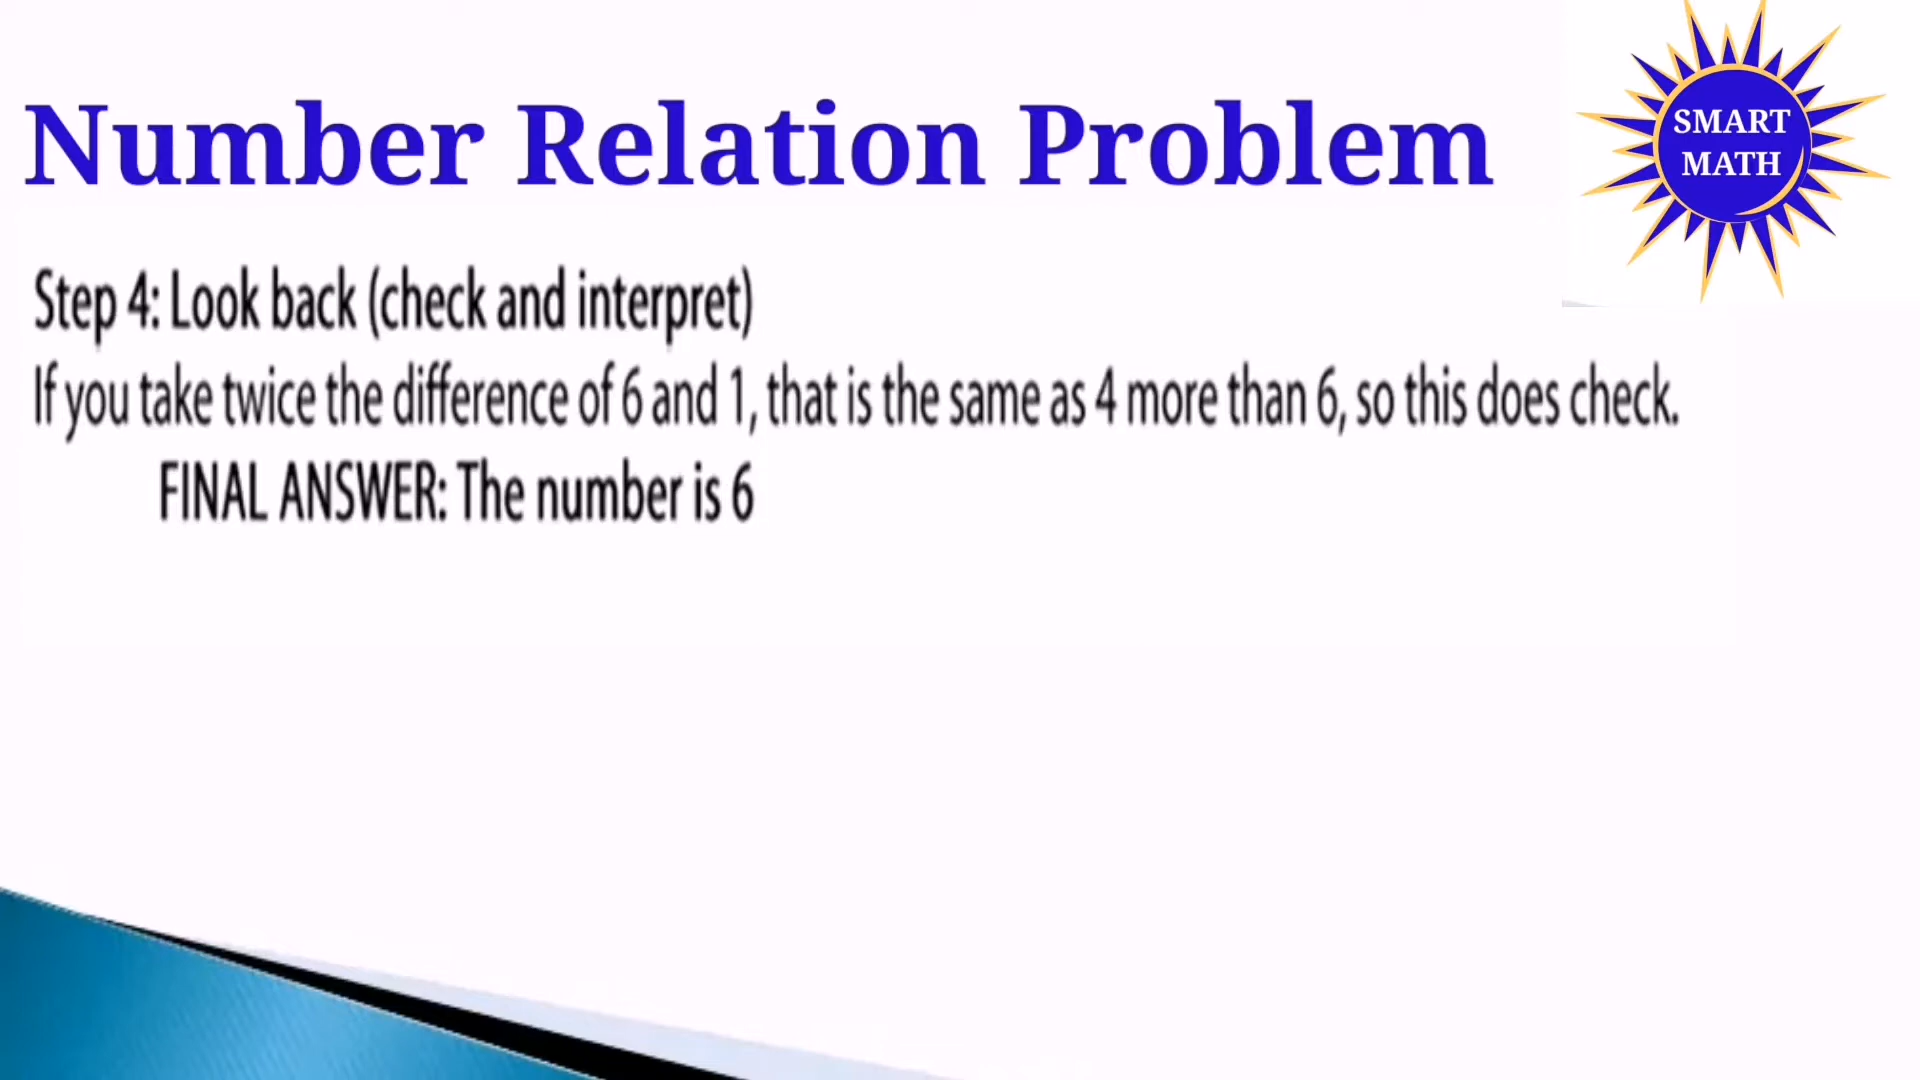 Number Relation Problem
SMART
MATH
Step 4: Look back (check and interpret)
If you take twice the difference of 6 and 1, that is the same as 4 more than 6, so this does check.
FINAL ANSWER: The number is 6